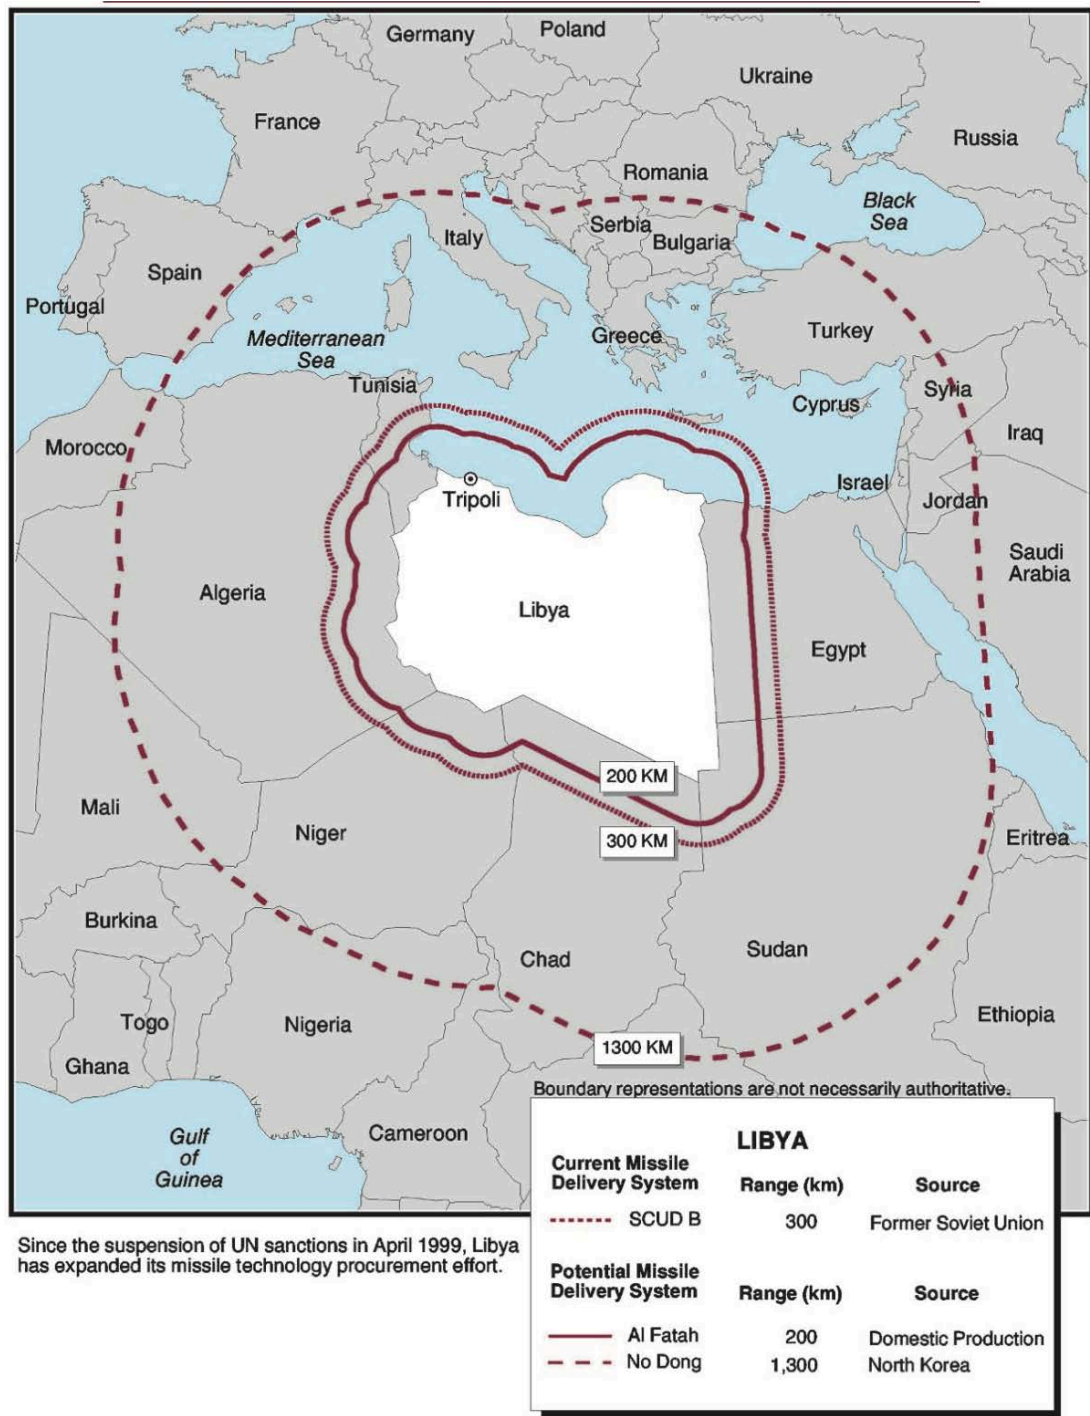 Germany
Poland
Ukraine
France
Russia
Romania
Black
Sea
Serbia
Italy
Bulgaria
Spain
Portugal
Mediterranean
Sea
Greece
Turkey
Tunisia
Syria
Cyprus
Iraq
Morocco
Israel
Tripoli
Jordan
Saudi
Arabia
Algeria
Libya
Egypt
200 KM
Mali
Niger
300 KM
Eritrea
Burkina
Chad
Sudan
Togo
Nigeria
Ethiopia
1300 KM
Ghana
Boundary representations are not necessarily authoritative.
Gulf
of
Guinea
Cameroon
LIBYA
Current Missile
Delivery System Range (km) Source
SCUD B 300 Former Soviet Union
Potential Missile
Delivery System Range (km) Source
Al Fatah 200 Domestic Production
No Dong 1,300 North Korea
Since the suspension of UN sanctions in April 1999, Libya
has expanded its missile technology procurement effort.